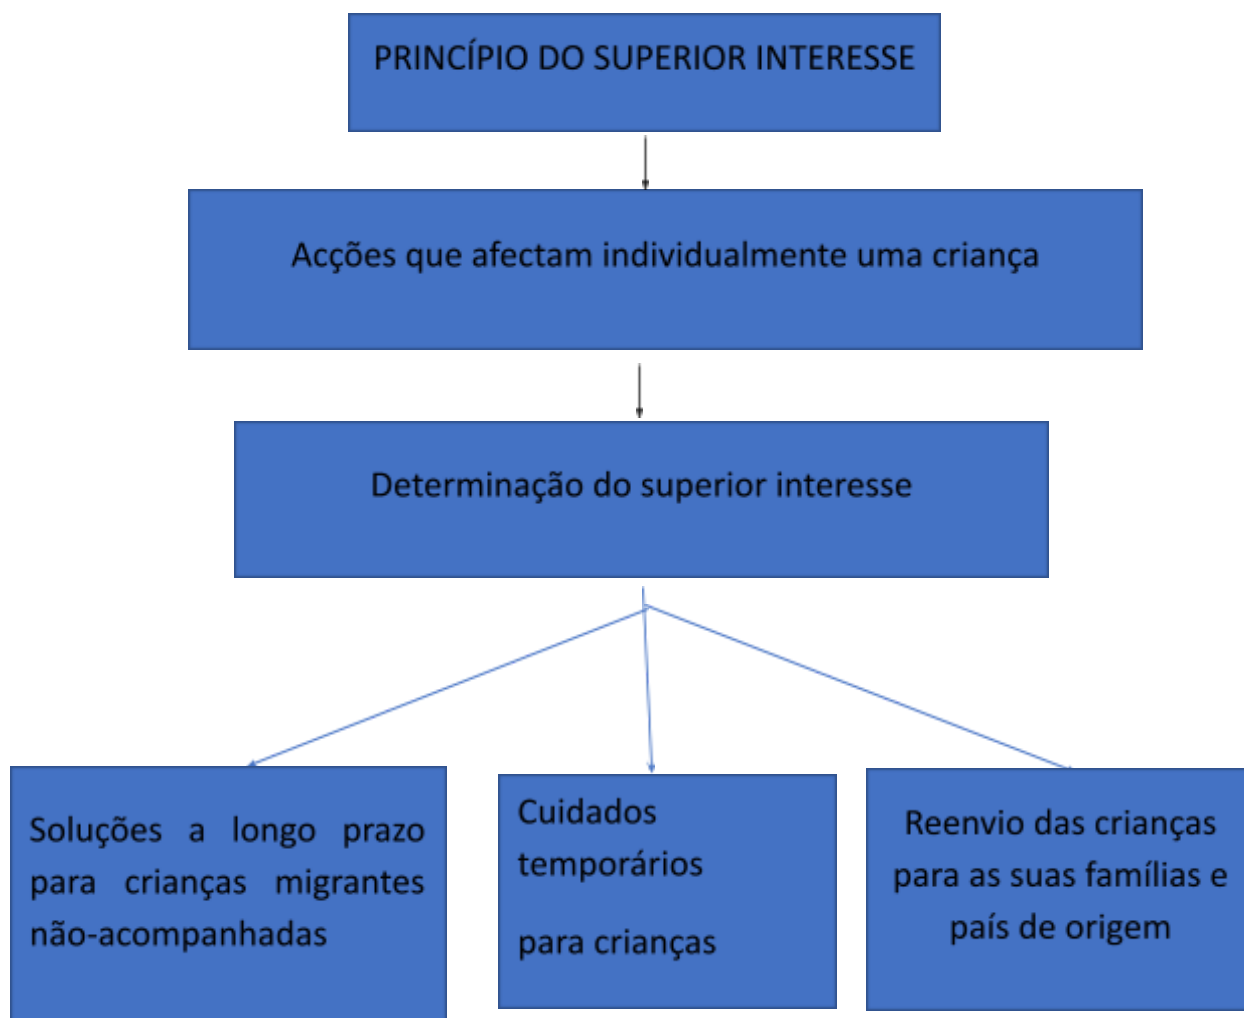 PRINCÍPIO DO SUPERIOR INTERESSE
Acções que afectam individualmente uma criança
Determinação do superior interesse
Soluções a longo prazo
para crianças migrantes
não-acompanhadas
Cuidados
temporários
para crianças
Reenvio das crianças
para as suas famílias e
país de origem